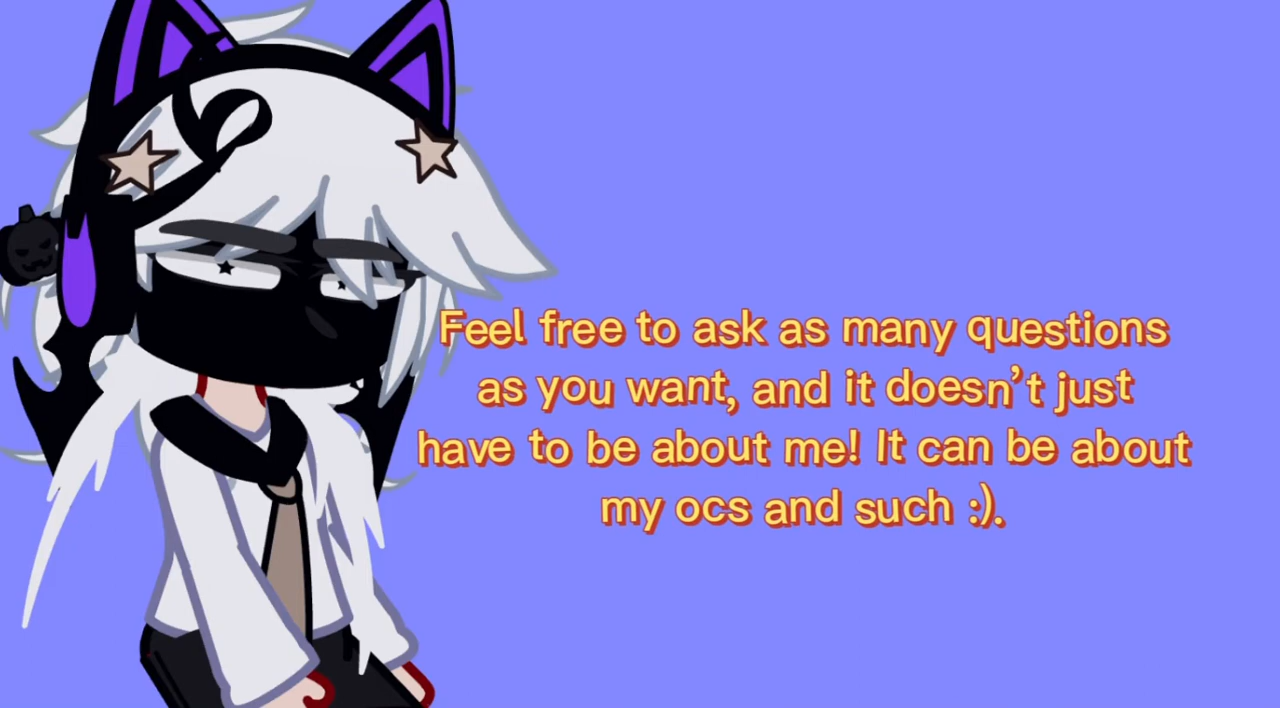 Feel free to ask as many questions
as you want, and it doesn't just
have to be about me! It can be about
my ocs and such :).